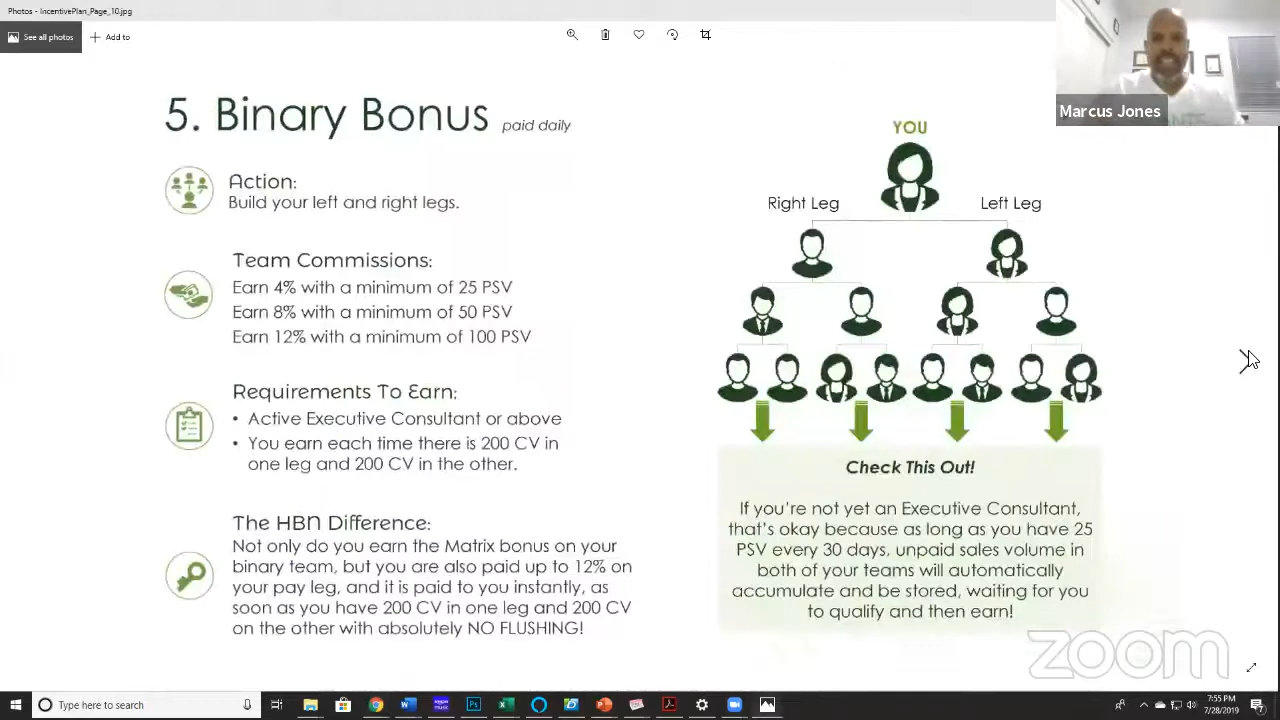 Photos - IncentivePlan_Page_10.jpg
See all photos
Add to
Marcus Jones
5. Binary Bonus paid daily
Action:
Build your left and right legs.
Team Commissions:
Earn 4% with a minimum of 25 PSV
Earn 8% with a minimum of 50 PSV
Earn 12% with a minimum of 100 PSV
Requirements To Earn:
• Active Executive Consultant or above
• You earn each time there is 200 CV in
one leg and 200 CV in the other.
The HBN Difference:
Not only do you earn the Matrix bonus on your
binary team, but you are also paid up to 12% on
your pay leg, and it is paid to you instantly, as
soon as you have 200 CV in one leg and 200 CV
on the other with absolutely NO FLUSHING!
YOU
Right Leg
Left Leg
Check This Out!
If you're not yet an Executive Consultant,
that's okay because as long as you have 25
PSV every 30 days, unpaid sales volume in
both of your teams will automatically
accumulate and be stored, waiting for you
to qualify and then earn!
zoom
Type here to search
7:55 PM
7/28/2019